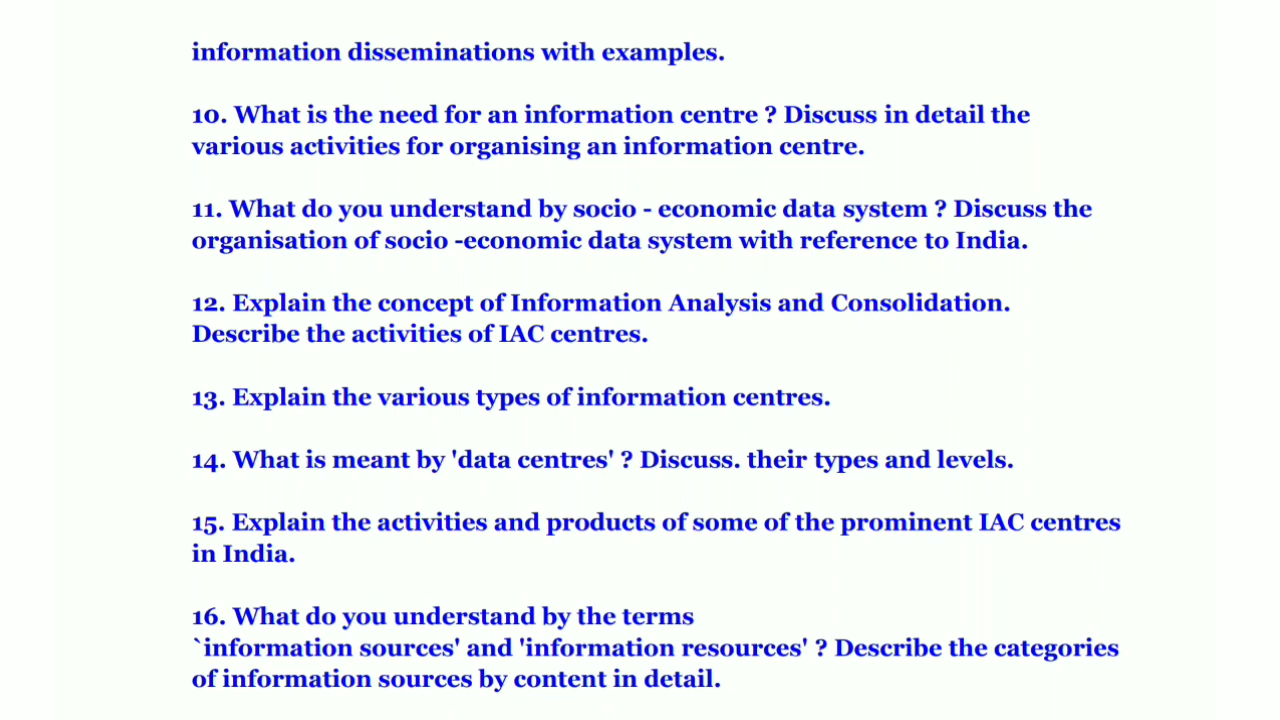 information disseminations with examples.
10. What is the need for an information centre ? Discuss in detail the
various activities for organising an information centre.
11. What do you understand by socio - economic data system ? Discuss the
organisation of socio -economic data system with reference to India.
12. Explain the concept of Information Analysis and Consolidation.
Describe the activities of IAC centres.
13. Explain the various types of information centres.
14. What is meant by 'data centres' ? Discuss. their types and levels.
15. Explain the activities and products of some of the prominent IAC centres
in India.
16. What do you understand by the terms
`information sources' and 'information resources' ? Describe the categories
of information sources by content in detail.